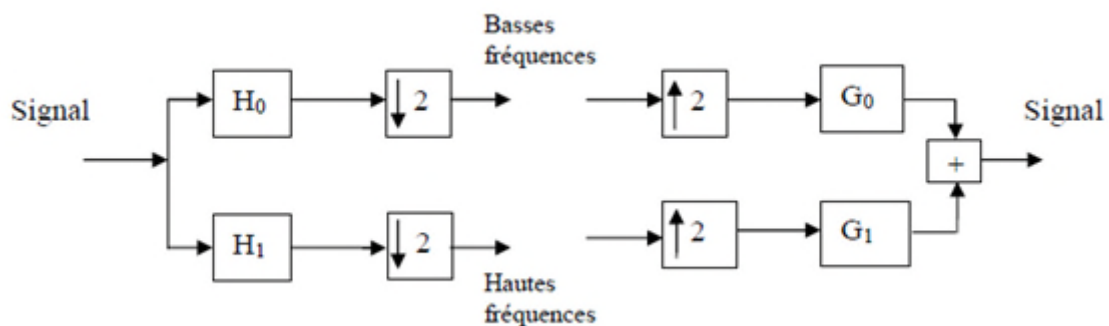 Basses
fréquences
Signal
H₀
↓ 2
↑ 2
G₀
Signal
+
H₁
↓ 2
↑ 2
G₁
Hautes
fréquences